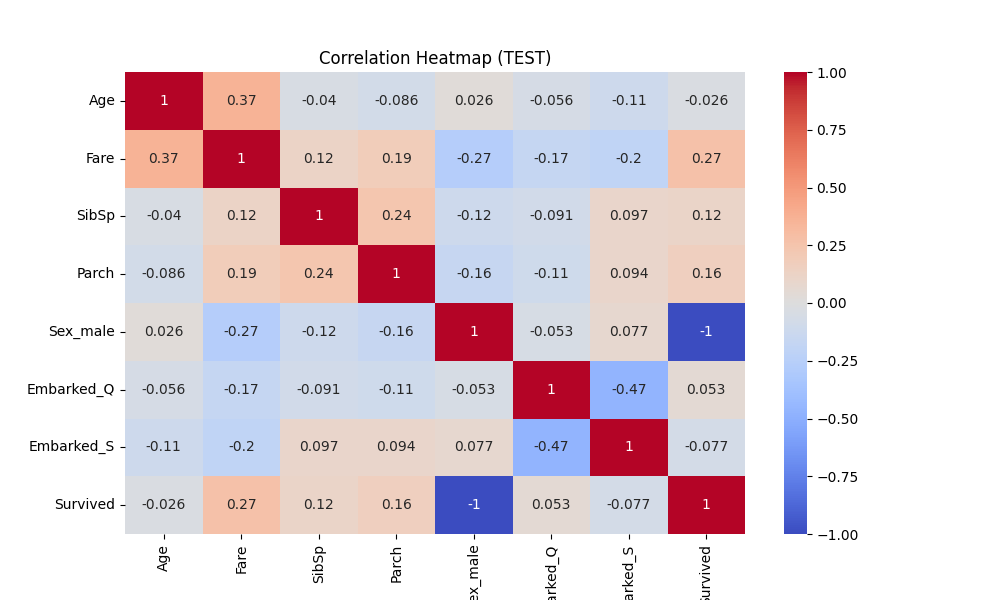 Correlation Heatmap (TEST)
Age 1 0.37 -0.04 -0.086 0.026 -0.056 -0.11 -0.026
Fare 0.37 1 0.12 0.19 -0.27 -0.17 -0.2 0.27
SibSp -0.04 0.12 1 0.24 -0.12 -0.091 0.097 0.12
Parch -0.086 0.19 0.24 1 -0.16 -0.11 0.094 0.16
Sex_male 0.026 -0.27 -0.12 -0.16 1 -0.053 0.077 -1
Embarked_Q -0.056 -0.17 -0.091 -0.11 -0.053 1 -0.47 0.053
Embarked_S -0.11 -0.2 0.097 0.094 0.077 -0.47 1 -0.077
Survived -0.026 0.27 0.12 0.16 -1 0.053 -0.077 1
Age
Fare
SibSp
Parch
ex_male
arked_Q
arked_S
urvived
1.00
0.75
0.50
0.25
0.00
−0.25
−0.50
−0.75
−1.00